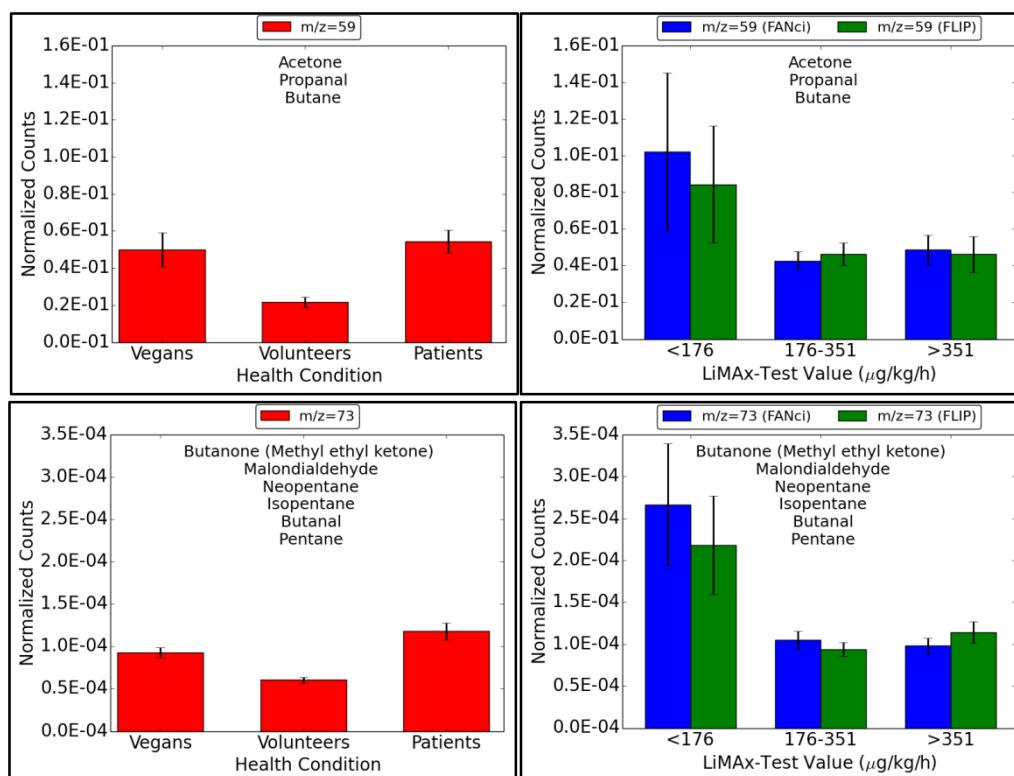 m/z=59
1.6E-01
1.4E-01
1.2E-01
1.0E-01
0.8E-01
0.6E-01
0.4E-01
0.2E-01
0.0E-01
Normalized Counts
Acetone
Propanal
Butane
Vegans Volunteers Patients
Health Condition
m/z=59 (FANci) m/z=59 (FLIP)
1.6E-01
1.4E-01
1.2E-01
1.0E-01
0.8E-01
0.6E-01
0.4E-01
0.2E-01
0.0E-01
Normalized Counts
Acetone
Propanal
Butane
<176 176-351 >351
LiMAx-Test Value (μg/kg/h)
m/z=73
3.5E-04
3.0E-04
2.5E-04
2.0E-04
1.5E-04
1.0E-04
0.5E-04
0.0E-04
Normalized Counts
Butanone (Methyl ethyl ketone)
Malondialdehyde
Neopentane
Isopentane
Butanal
Pentane
Vegans Volunteers Patients
Health Condition
m/z=73 (FANci) m/z=73 (FLIP)
3.5E-04
3.0E-04
2.5E-04
2.0E-04
1.5E-04
1.0E-04
0.5E-04
0.0E-04
Normalized Counts
Butanone (Methyl ethyl ketone)
Malondialdehyde
Neopentane
Isopentane
Butanal
Pentane
<176 176-351 >351
LiMAx-Test Value (μg/kg/h)